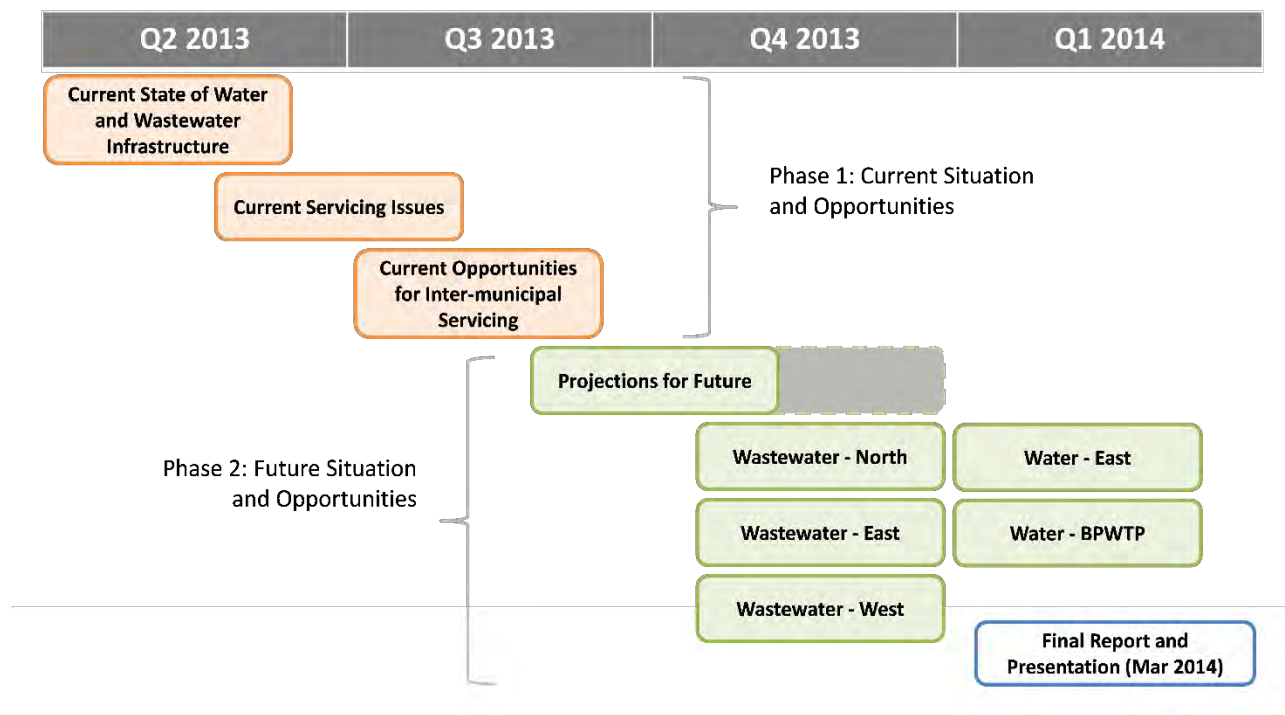 Q2 2013
Q3 2013
Q4 2013
Q1 2014
Current State of Water
and Wastewater
Infrastructure
Current Servicing Issues
Current Opportunities
for Inter-municipal
Servicing
Phase 1: Current Situation
and Opportunities
Projections for Future
Phase 2: Future Situation
and Opportunities
Wastewater - North
Water - East
Wastewater - East
Water - BPWTP
Wastewater - West
Final Report and
Presentation (Mar 2014)